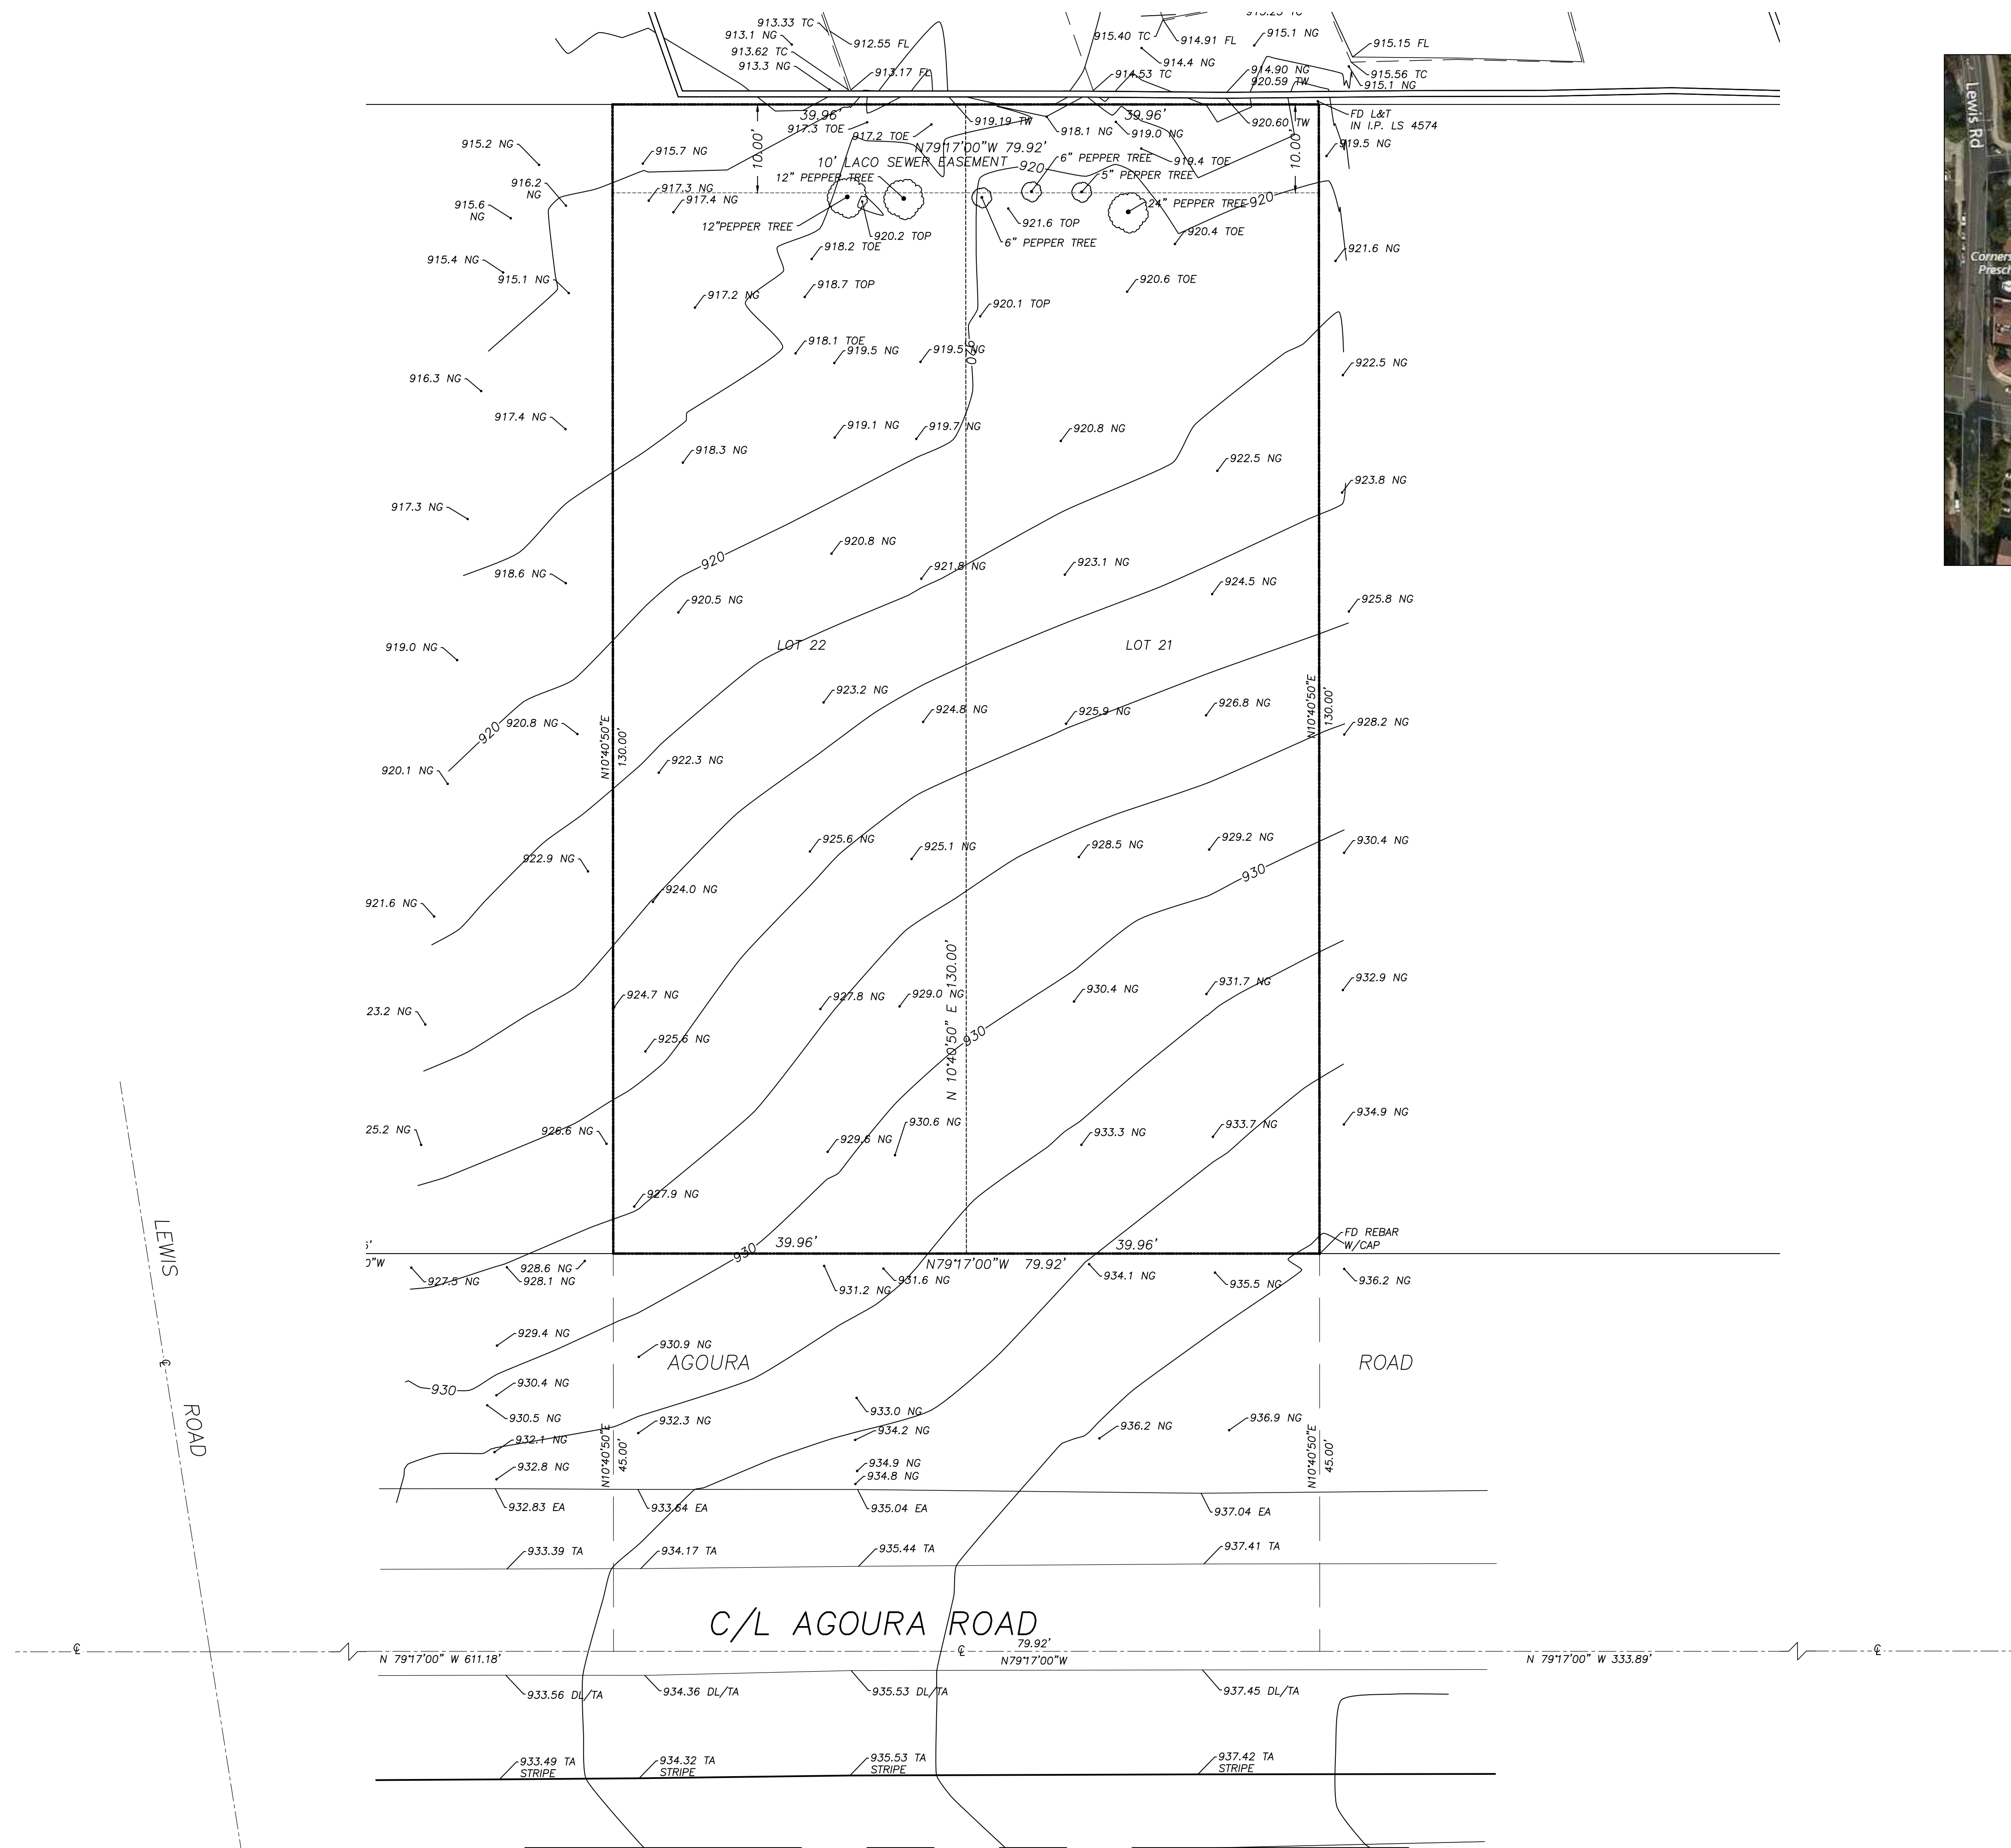 913.33 TC
913.1 NG
912.55 FL
913.62 TC
913.3 NG
913.17 FL
915.40 TC
914.91 FL
915.1 NG
915.15 FL
914.4 NG
914.53 TC
914.90 NG
920.59 TW
915.56 TC
915.1 NG
39.96'
917.3 TOE
917.2 TOE
919.19 TW
918.1 NG
39.96'
919.0 NG
920.60 TW
FD L&T
IN I.P. LS 4574
919.5 NG
Lewis Rd
10.00'
10.00'
915.2 NG
915.7 NG
N79°17'00"W 79.92'
10' LACO SEWER EASEMENT
920
6" PEPPER TREE
919.4 TOE
12" PEPPER TREE
5" PEPPER TREE
916.2
NG
917.3 NG
917.4 NG
915.6
NG
24" PEPPER TREE
920
12"PEPPER TREE
920.2 TOP
921.6 TOP
6" PEPPER TREE
920.4 TOE
918.2 TOE
921.6 NG
915.4 NG
915.1 NG
917.2 NG
918.7 TOP
920.1 TOP
920.6 TOE
918.1 TOE
919.5 NG
919.5 NG
920
922.5 NG
916.3 NG
917.4 NG
919.1 NG
919.7 NG
920.8 NG
918.3 NG
922.5 NG
923.8 NG
917.3 NG
920
920.8 NG
921.8 NG
923.1 NG
918.6 NG
924.5 NG
920.5 NG
925.8 NG
919.0 NG
LOT 22
LOT 21
923.2 NG
924.8 NG
925.9 NG
926.8 NG
N10°40'50"E
130.00'
920.8 NG
920
928.2 NG
N10°40'50"E
130.00'
922.3 NG
920.1 NG
925.6 NG
925.1 NG
928.5 NG
929.2 NG
930.4 NG
922.9 NG
930
924.0 NG
921.6 NG
N 10°40'50" E 130.00'
932.9 NG
931.7 NG
924.7 NG
927.8 NG
929.0 NG
930.4 NG
23.2 NG
925.6 NG
930
934.9 NG
25.2 NG
926.6 NG
929.6 NG
930.6 NG
933.3 NG
933.7 NG
927.9 NG
LEWIS
℄
ROAD
FD REBAR
W/CAP
930
39.96'
39.96'
N79°17'00"W 79.92'
928.6 NG
927.5 NG
928.1 NG
931.2 NG
931.6 NG
934.1 NG
935.5 NG
936.2 NG
929.4 NG
930.9 NG
AGOURA
ROAD
930
930.4 NG
930.5 NG
932.3 NG
933.0 NG
936.2 NG
936.9 NG
932.1 NG
934.2 NG
932.8 NG
934.9 NG
934.8 NG
N10°40'50"E
45.00'
N10°40'50"E
45.00'
932.83 EA
933.64 EA
935.04 EA
937.04 EA
933.39 TA
934.17 TA
935.44 TA
937.41 TA
C/L AGOURA ROAD
79.92'
℄
℄
℄
N 79°17'00" W 611.18'
N79°17'00"W
N 79°17'00" W 333.89'
933.56 DL/TA
934.36 DL/TA
935.53 DL/TA
937.45 DL/TA
933.49 TA
STRIPE
934.32 TA
STRIPE
935.53 TA
STRIPE
937.42 TA
STRIPE